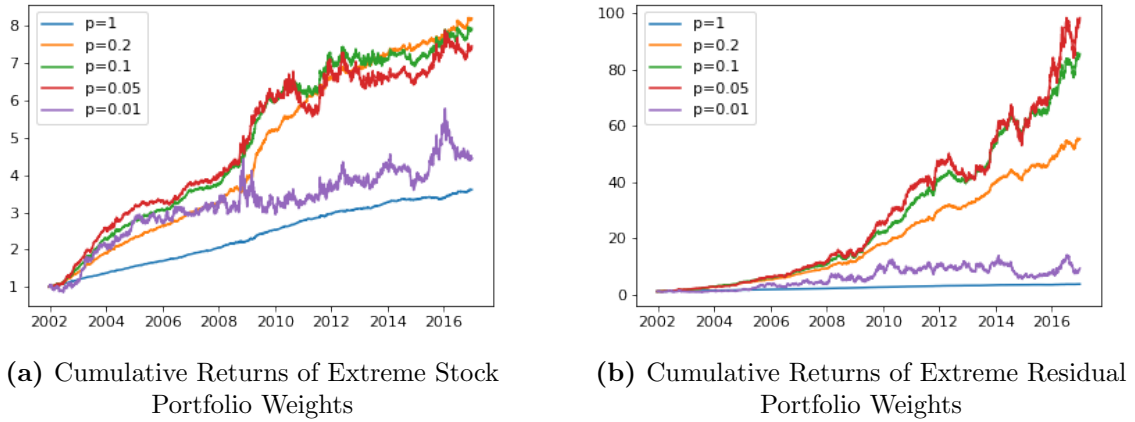 8
7
6
5
4
3
2
1
p=1
p=0.2
p=0.1
p=0.05
p=0.01
2002 2004 2006 2008 2010 2012 2014 2016
100
80
60
40
20
0
p=1
p=0.2
p=0.1
p=0.05
p=0.01
2002 2004 2006 2008 2010 2012 2014 2016
(a) Cumulative Returns of Extreme Stock
Portfolio Weights
(b) Cumulative Returns of Extreme Residual
Portfolio Weights